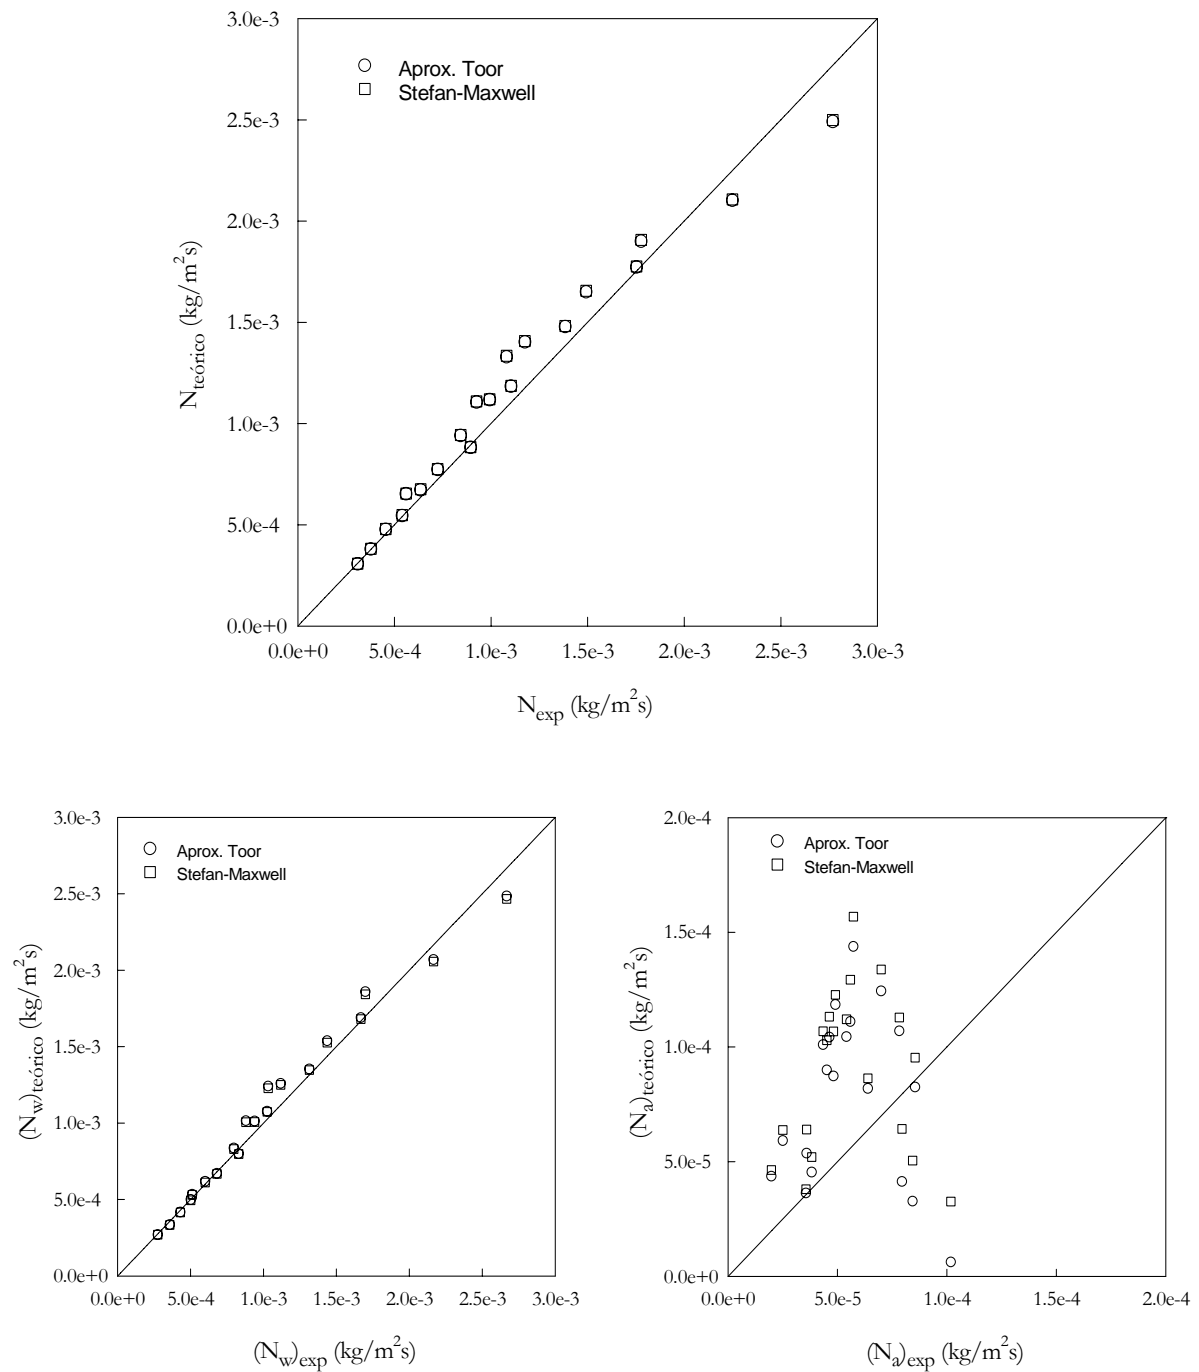 3.0e-3
Aprox. Toor
Stefan-Maxwell
2.5e-3
2.0e-3
1.5e-3
1.0e-3
5.0e-4
0.0e+0
N_teórico (kg/m²s)
0.0e+0 5.0e-4 1.0e-3 1.5e-3 2.0e-3 2.5e-3 3.0e-3
N_exp (kg/m²s)
3.0e-3
Aprox. Toor
Stefan-Maxwell
2.5e-3
2.0e-3
1.5e-3
1.0e-3
5.0e-4
0.0e+0
(N_w)_teórico (kg/m²s)
0.0e+0 5.0e-4 1.0e-3 1.5e-3 2.0e-3 2.5e-3 3.0e-3
(N_w)_exp (kg/m²s)
2.0e-4
Aprox. Toor
Stefan-Maxwell
1.5e-4
1.0e-4
5.0e-5
0.0e+0
(N_a)_teórico (kg/m²s)
0.0e+0 5.0e-5 1.0e-4 1.5e-4 2.0e-4
(N_a)_exp (kg/m²s)